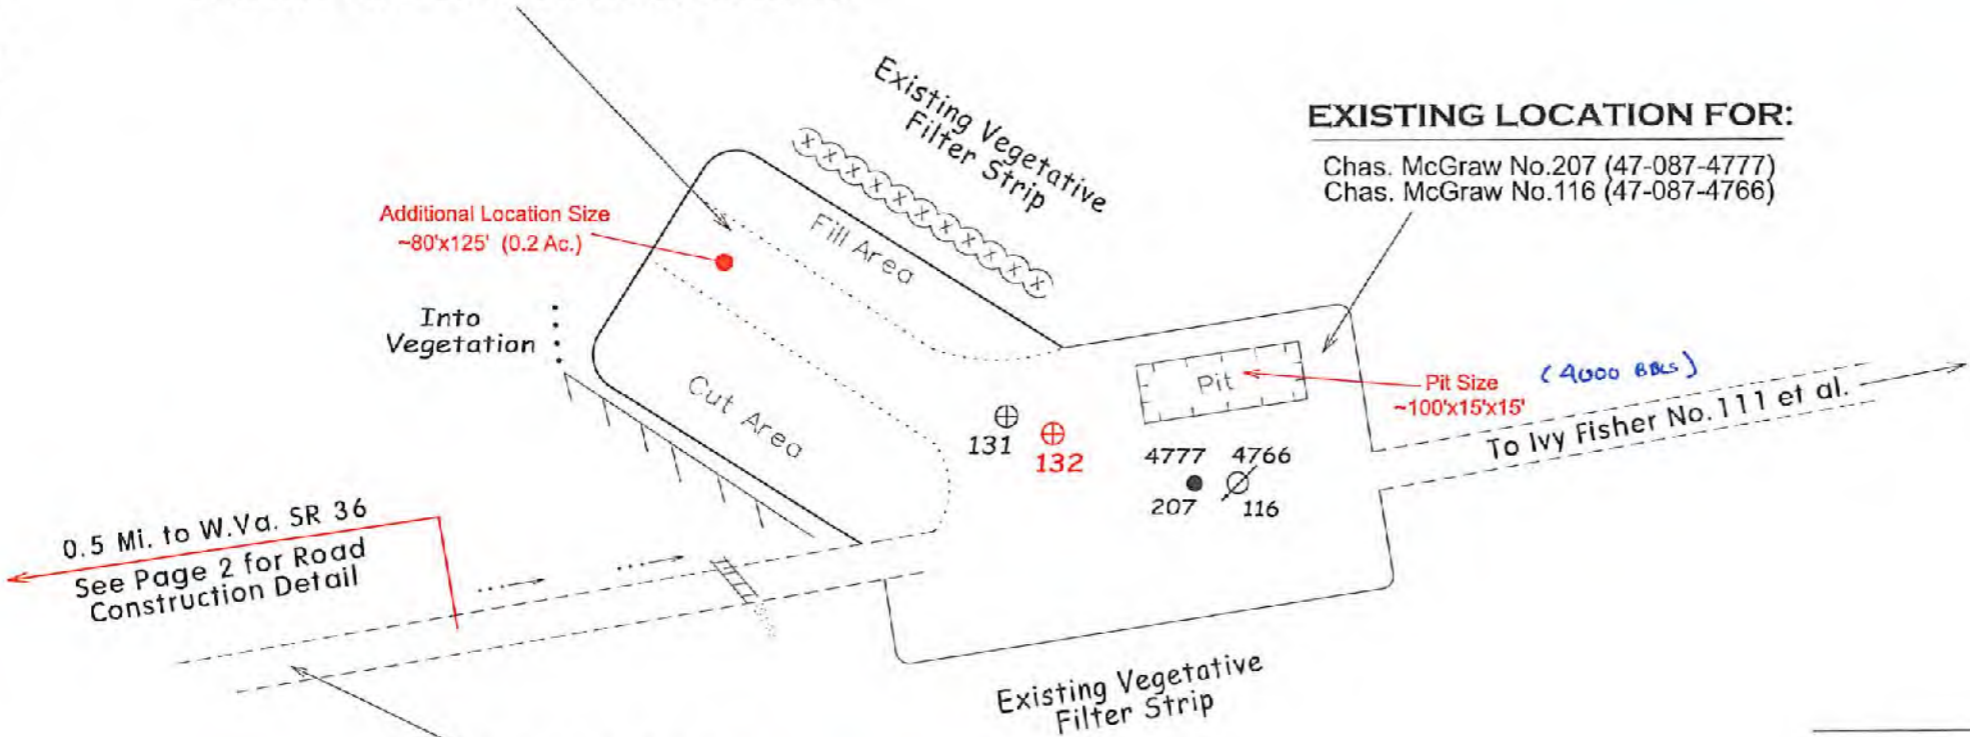 Existing Vegetative
Filter Strip
EXISTING LOCATION FOR:
Chas. McGraw No.207 (47-087-4777)
Chas. McGraw No.116 (47-087-4766)
Additional Location Size
~80'x125' (0.2 Ac.)
Fill Area
X X X X X X X X X X X
Into
Vegetation
Cut Area
Pit
Pit Size
~100'x15'x15'
(4000 BBLS)
To Ivy Fisher No.111 et al.
131
132
4777 4766
207 116
0.5 Mi. to W.Va. SR 36
See Page 2 for Road
Construction Detail
Existing Vegetative
Filter Strip